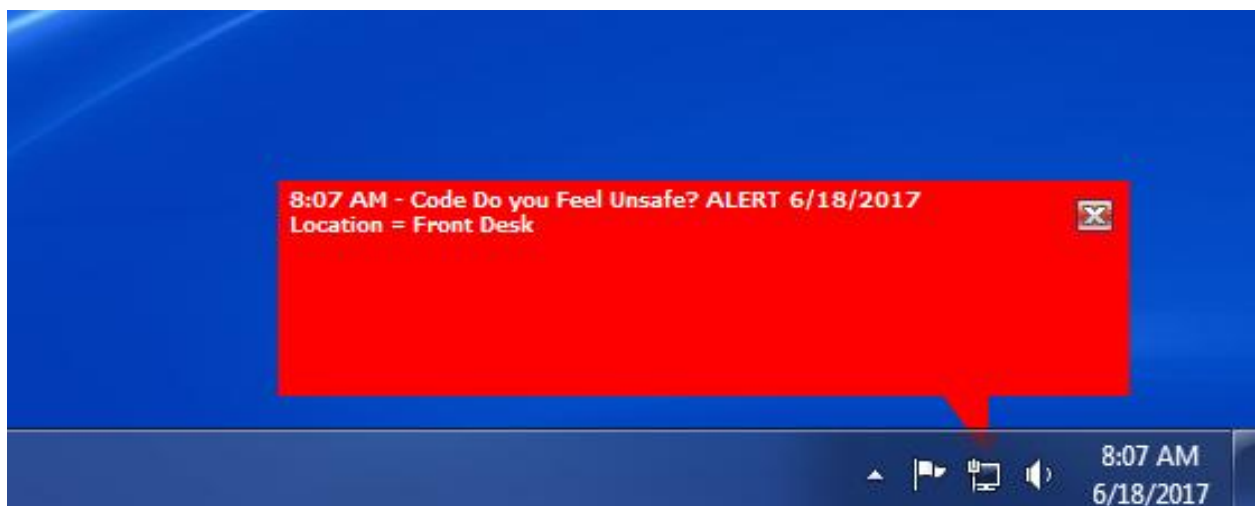 8:07 AM - Code Do you Feel Unsafe? ALERT 6/18/2017
Location = Front Desk
8:07 AM
6/18/2017